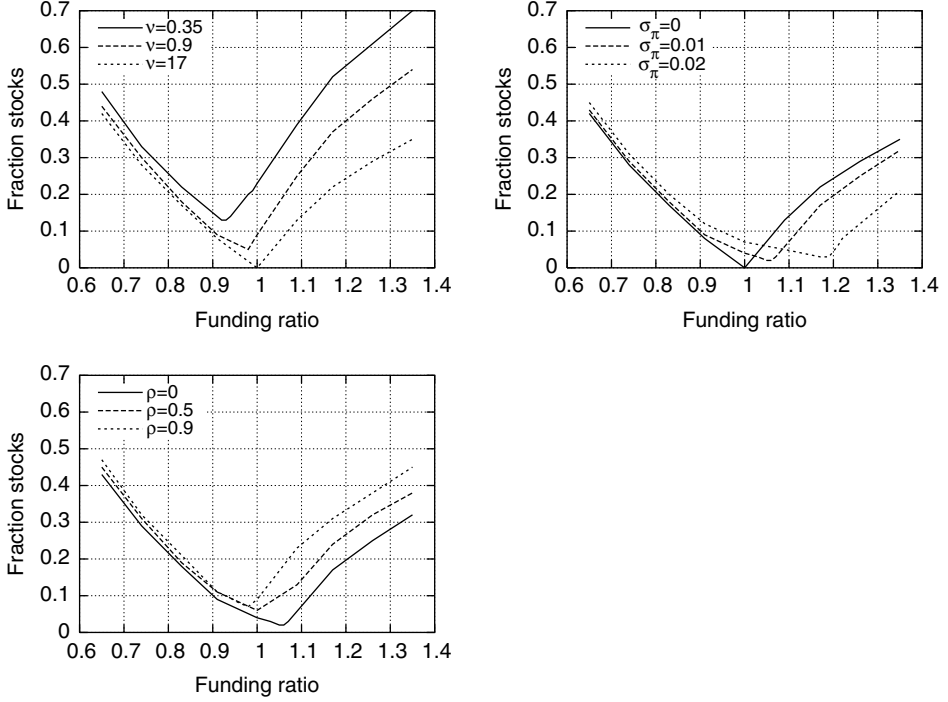 0.7
0.6
0.5
0.4
0.3
0.2
0.1
0
Fraction stocks
ν=0.35
ν=0.9
ν=17
0.6 0.7 0.8 0.9 1 1.1 1.2 1.3 1.4
Funding ratio
0.7
0.6
0.5
0.4
0.3
0.2
0.1
0
Fraction stocks
σπ=0
σπ=0.01
σπ=0.02
0.6 0.7 0.8 0.9 1 1.1 1.2 1.3 1.4
Funding ratio
0.7
0.6
0.5
0.4
0.3
0.2
0.1
0
Fraction stocks
ρ=0
ρ=0.5
ρ=0.9
0.6 0.7 0.8 0.9 1 1.1 1.2 1.3 1.4
Funding ratio